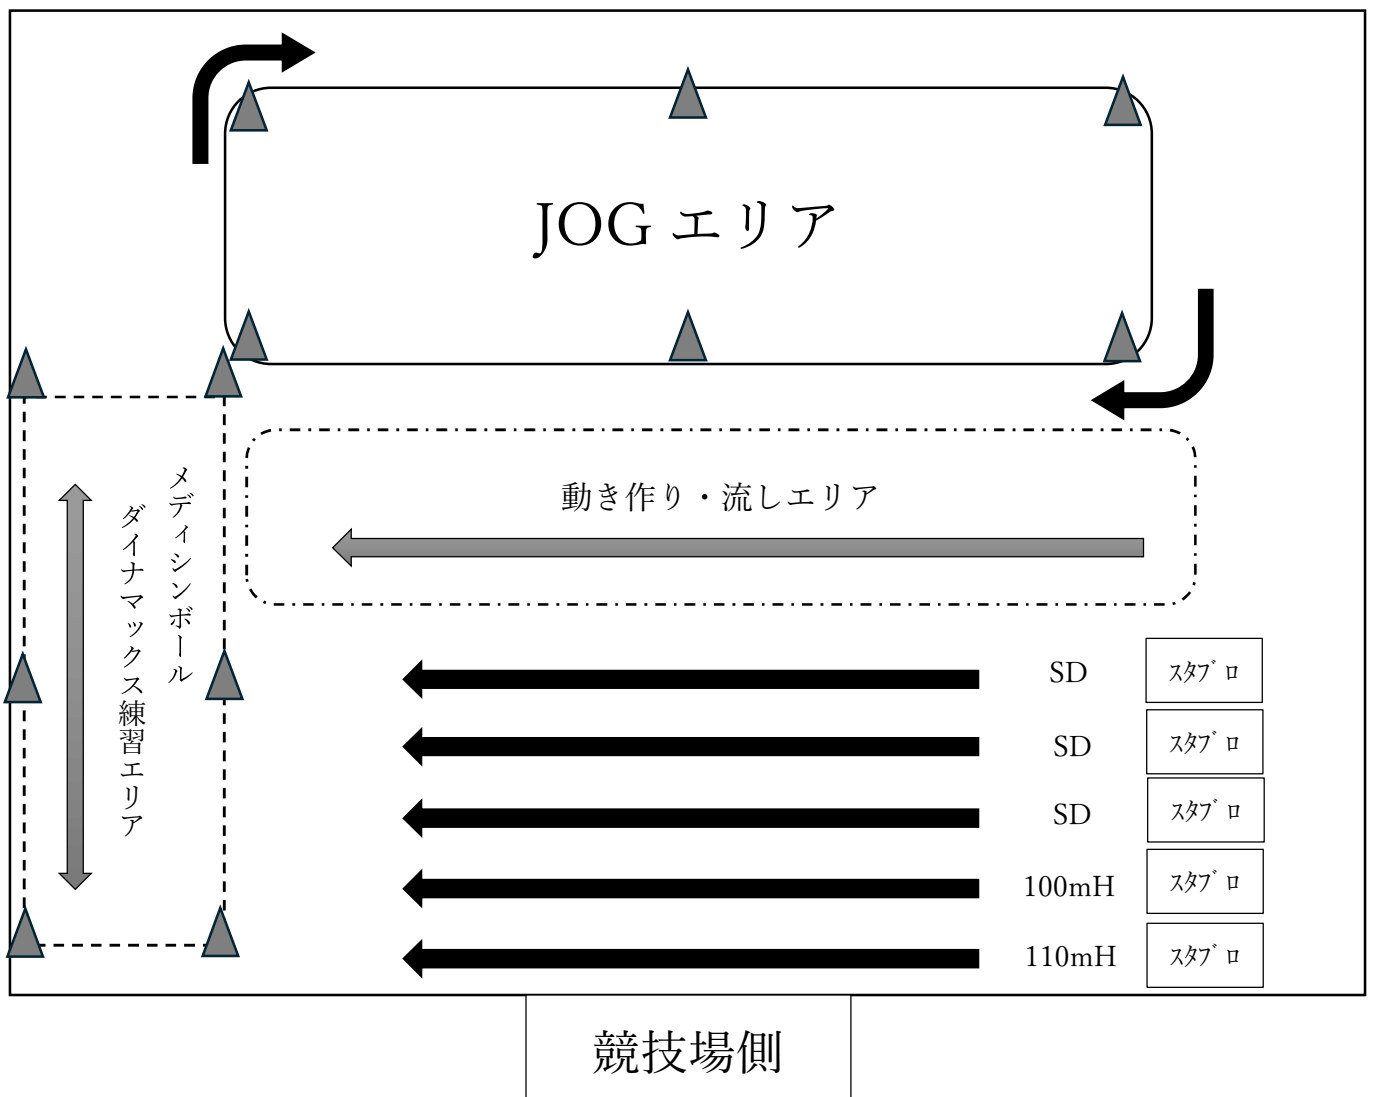 JOG エリア
動き作り・流しエリア
メディシンボール
ダイナマックス練習エリア
SD
ｽﾀﾌﾞﾛ
SD
ｽﾀﾌﾞﾛ
SD
ｽﾀﾌﾞﾛ
100mH
ｽﾀﾌﾞﾛ
110mH
ｽﾀﾌﾞﾛ
競技場側